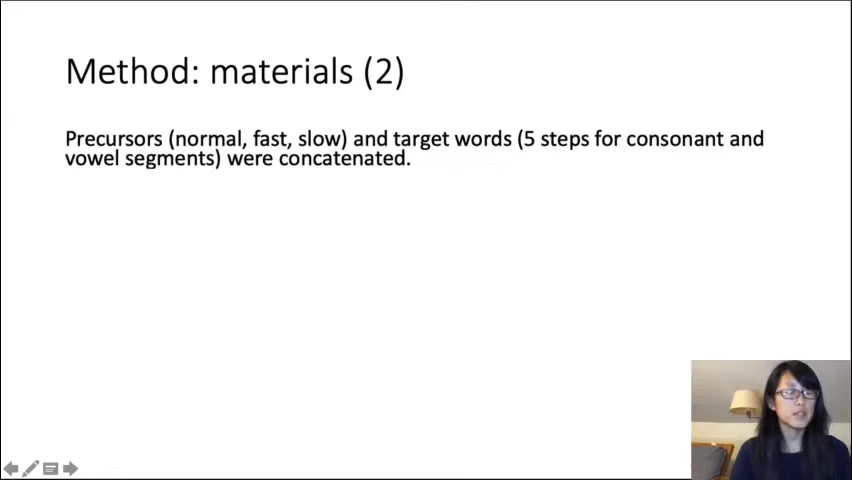 Method: materials (2)
Precursors (normal, fast, slow) and target words (5 steps for consonant and
vowel segments) were concatenated.